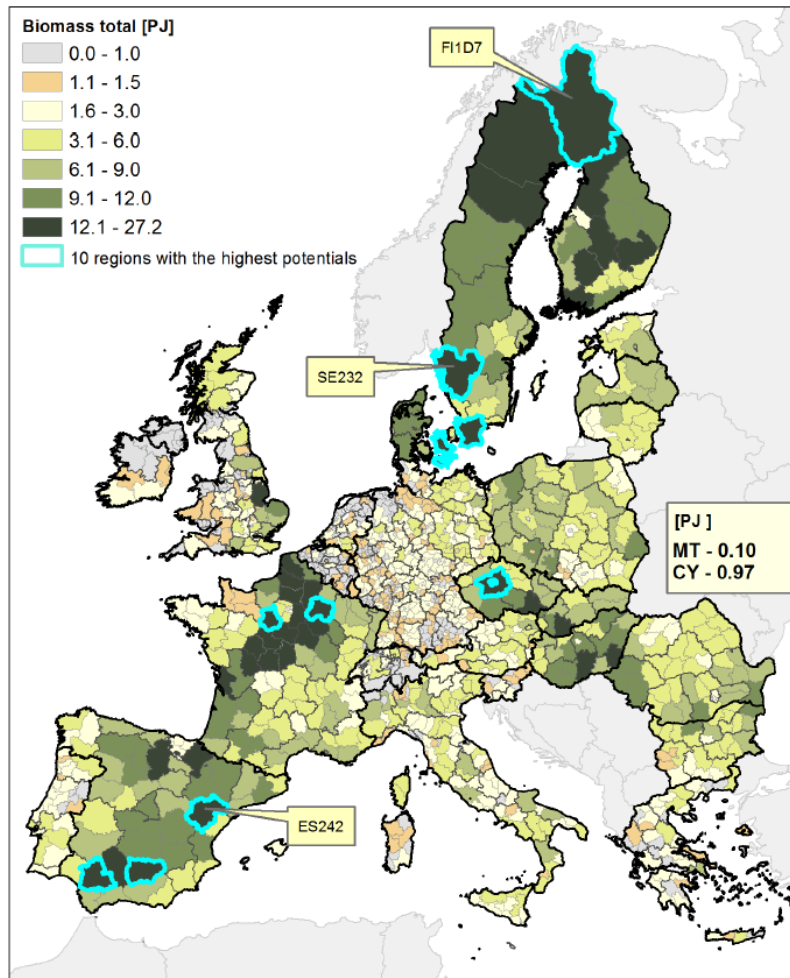 Biomass total [PJ]
0.0 - 1.0
1.1 - 1.5
1.6 - 3.0
3.1 - 6.0
6.1 - 9.0
9.1 - 12.0
12.1 - 27.2
10 regions with the highest potentials
FI1D7
SE232
[PJ ]
MT - 0.10
CY - 0.97
ES242